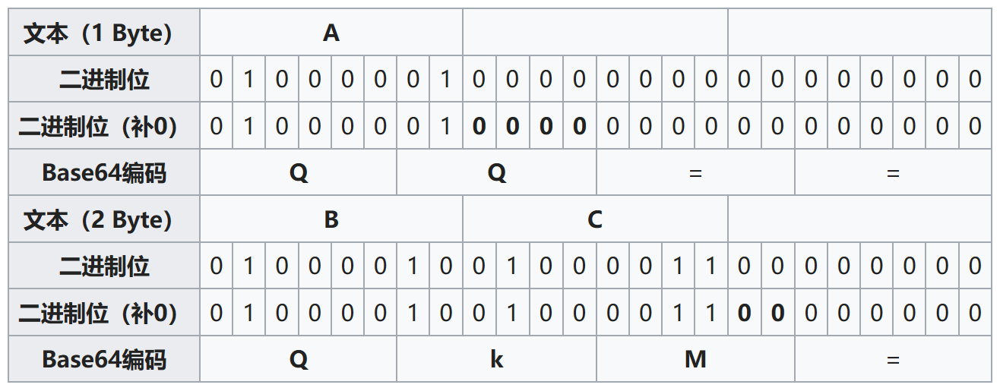 文本（1 Byte） A
二进制位 0 1 0 0 0 0 0 1 0 0 0 0 0 0 0 0 0 0 0 0 0 0 0 0
二进制位（补0） 0 1 0 0 0 0 0 1 0 0 0 0 0 0 0 0 0 0 0 0 0 0 0 0
Base64编码 Q Q = =
文本（2 Byte） B C
二进制位 0 1 0 0 0 0 1 0 0 1 0 0 0 0 1 1 0 0 0 0 0 0 0 0
二进制位（补0） 0 1 0 0 0 0 1 0 0 1 0 0 0 0 1 1 0 0 0 0 0 0 0 0
Base64编码 Q k M =